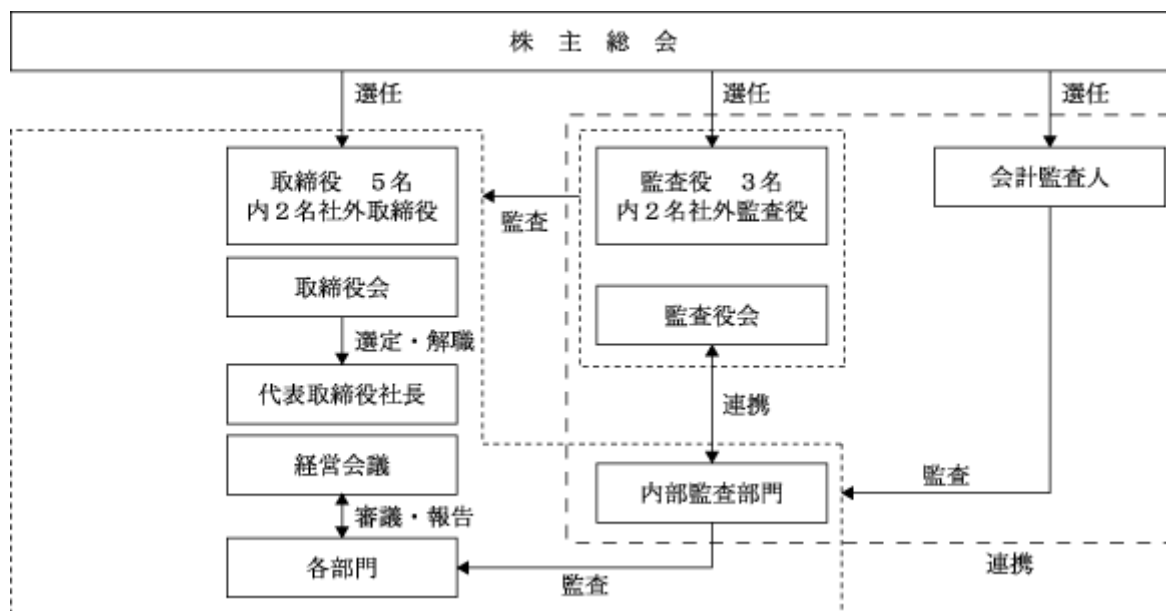 株主総会
選任
選任
選任
取締役 5名
内2名社外取締役
監査役 3名
内2名社外監査役
会計監査人
監査
取締役会
監査役会
選定・解職
代表取締役社長
連携
経営会議
内部監査部門
監査
審議・報告
各部門
監査
連携